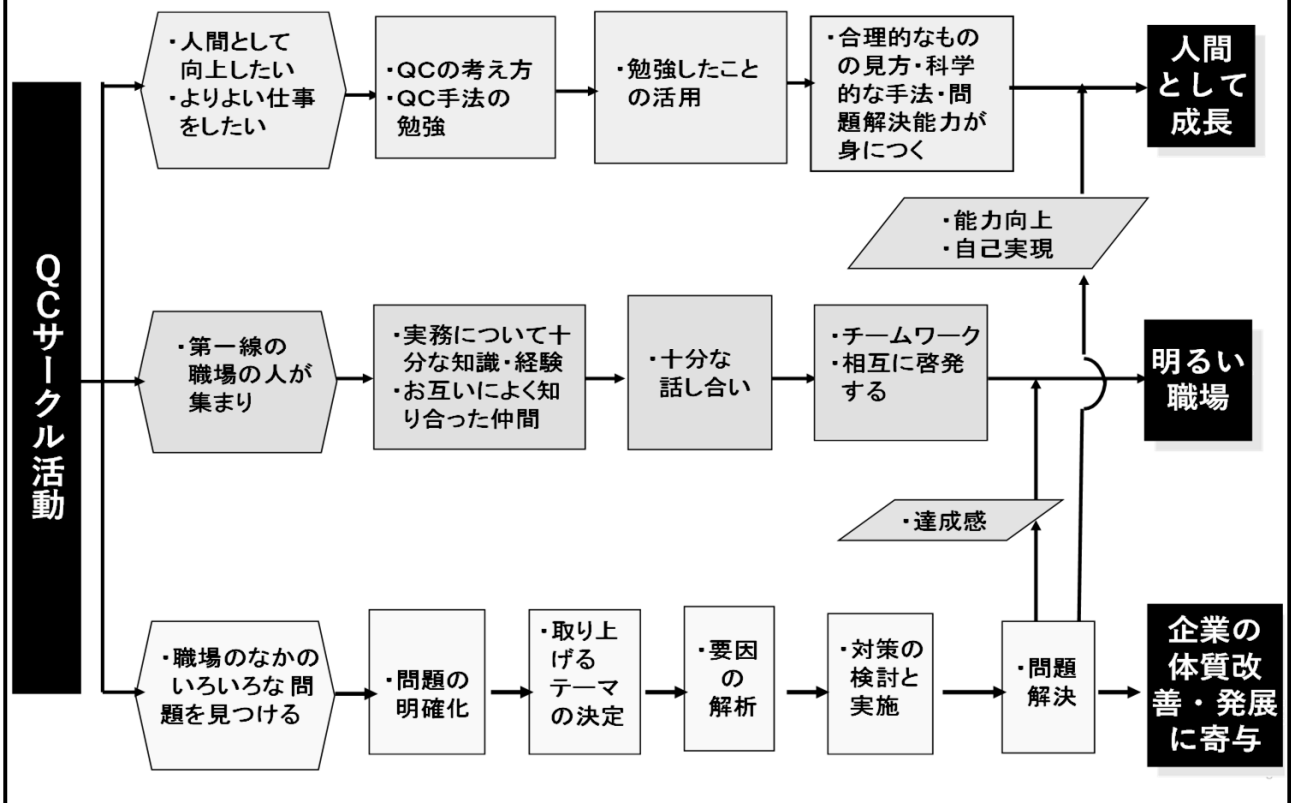 QCサークル活動
・人間として
向上したい
・よりよい仕事
をしたい
・QCの考え方
・QC手法の
勉強
・勉強したこと
の活用
・合理的なもの
の見方・科学
的な手法・問
題解決能力が
身につく
人間
として
成長
・能力向上
・自己実現
・第一線の
職場の人が
集まり
・実務について十
分な知識・経験
・お互いによく知
り合った仲間
・十分な
話し合い
・チームワーク
・相互に啓発
する
明るい
職場
・達成感
・職場のなかの
いろいろな問
題を見つける
・問題の
明確化
・取り上
げる
テーマ
の決定
・要因
の
解析
・対策の
検討と
実施
・問題
解決
企業の
体質改
善・発展
に寄与